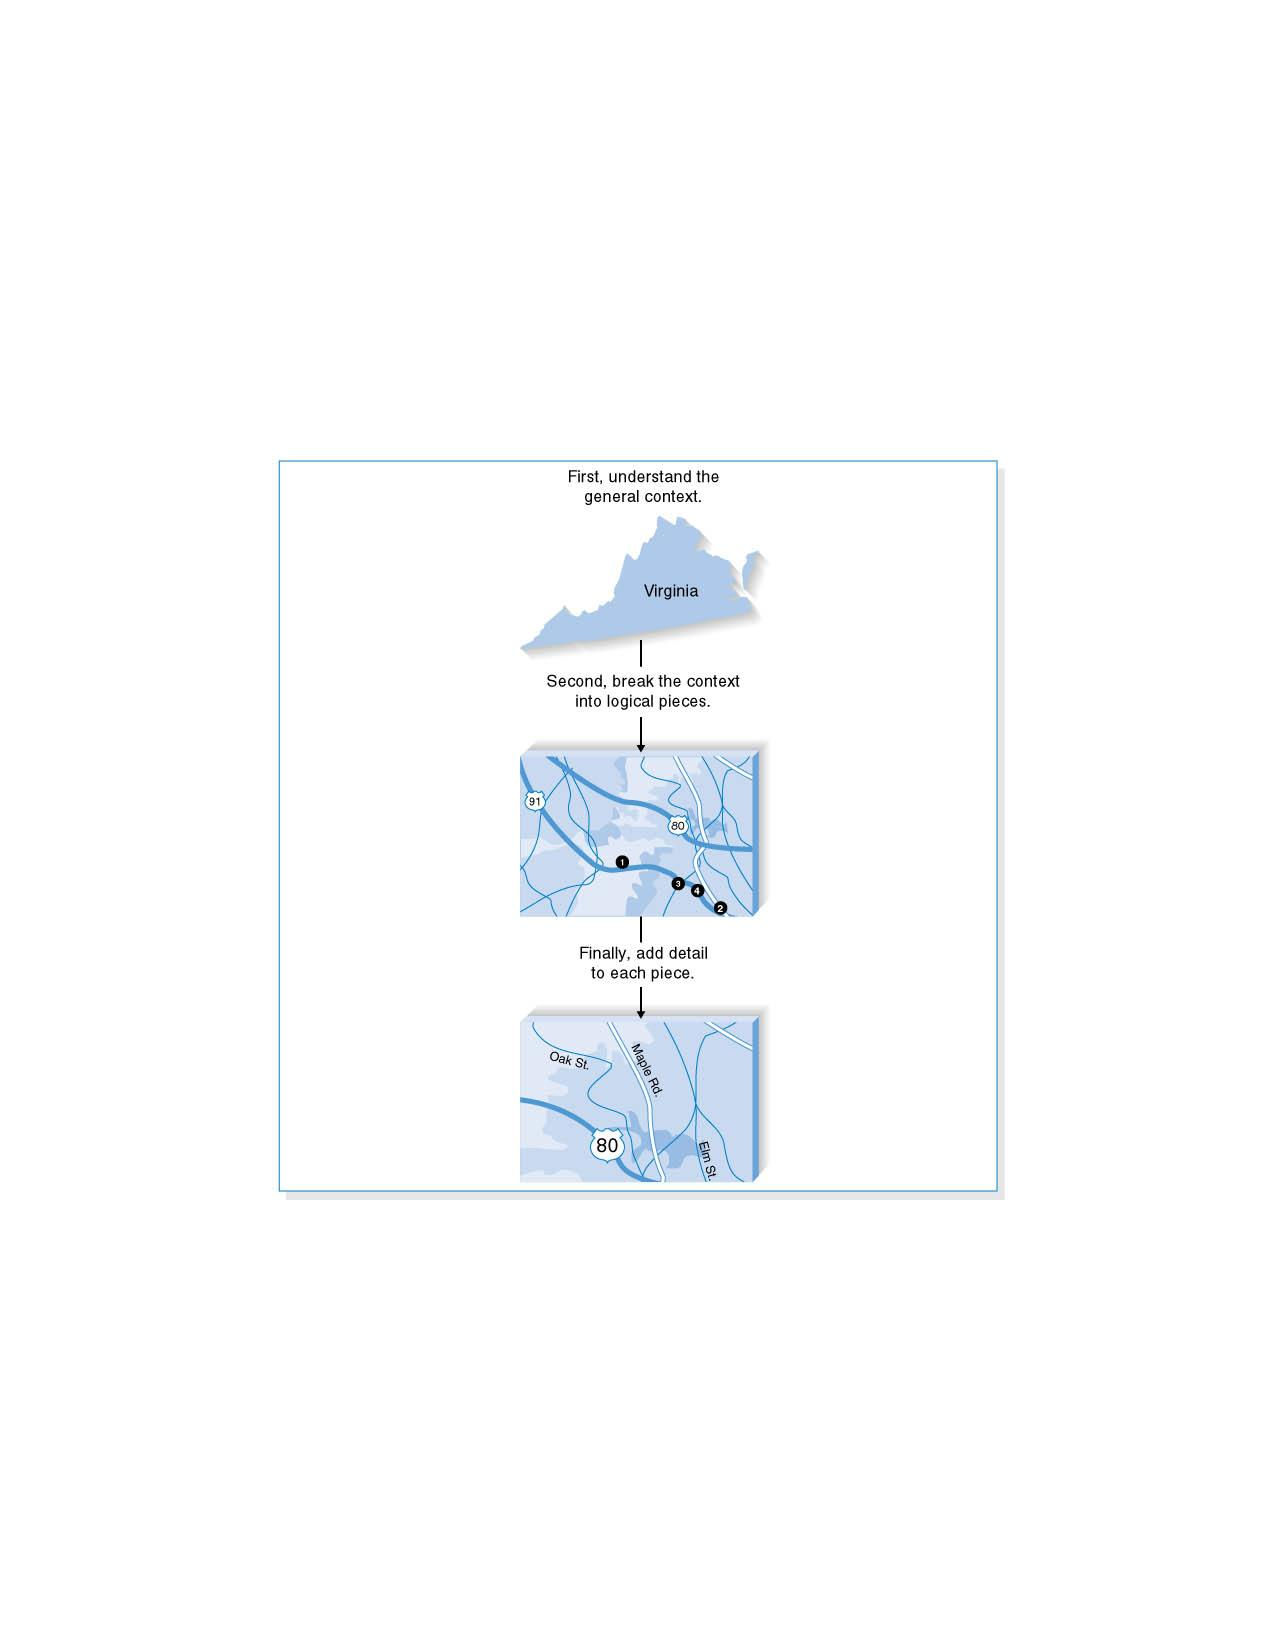 First, understand the
general context.
Virginia
Second, break the context
into logical pieces.
91
80
1
3
4
2
Finally, add detail
to each piece.
Oak St.
Maple Rd.
80
Elm St.